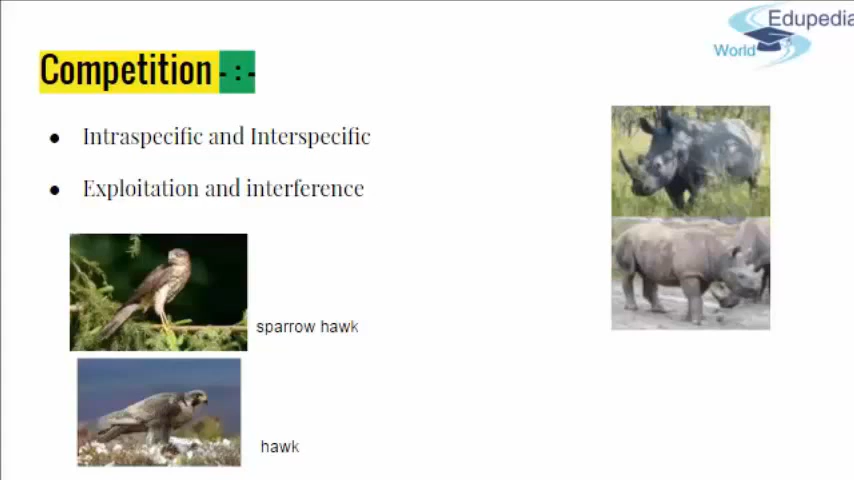 Edupedia
World
Competition - : -
Intraspecific and Interspecific
Exploitation and interference
sparrow hawk
hawk